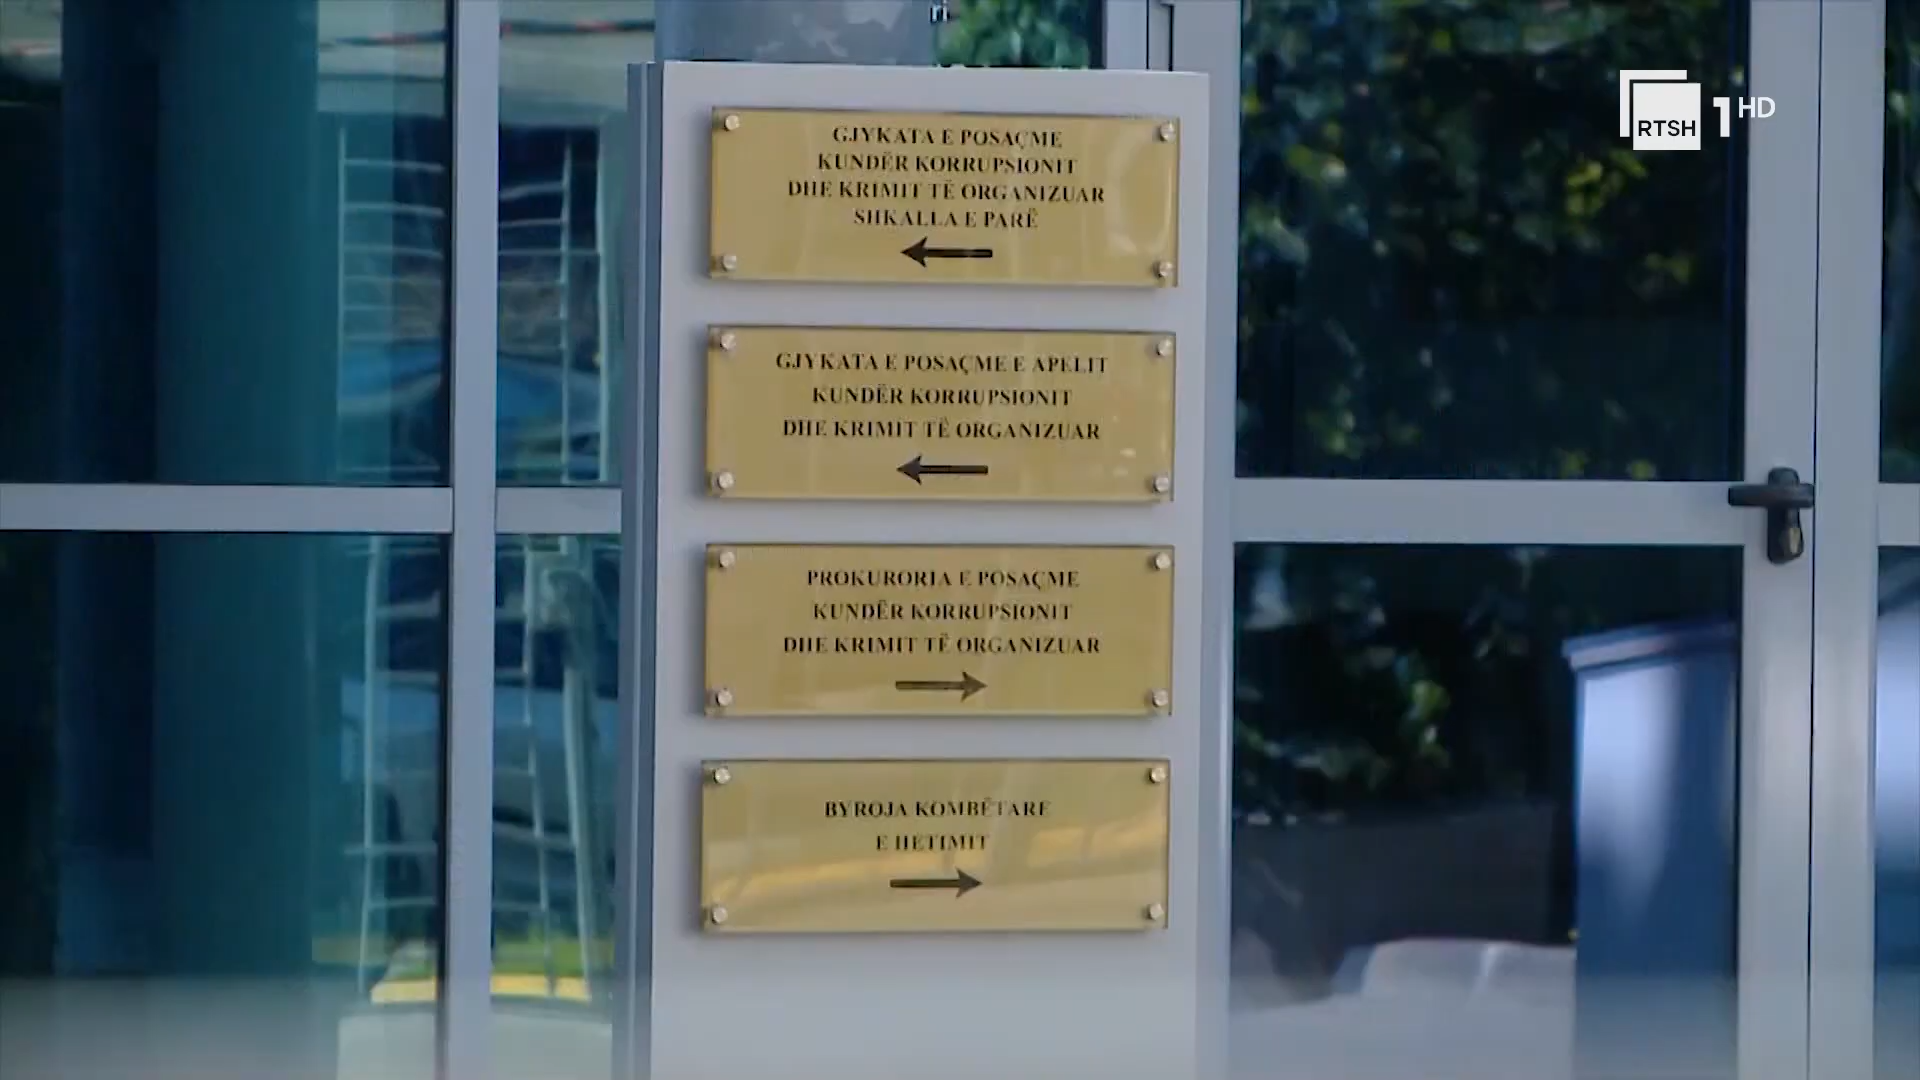 GJYKATA E POSAÇME
KUNDËR KORRUPSIONIT
DHE KRIMIT TË ORGANIZUAR
SHKALLA E PARË
GJYKATA E POSAÇME E APELIT
KUNDËR KORRUPSIONIT
DHE KRIMIT TË ORGANIZUAR
PROKURORIA E POSAÇME
KUNDËR KORRUPSIONIT
DHE KRIMIT TË ORGANIZUAR
BYROJA KOMBËTARE
E HETIMIT
RTSH 1 HD